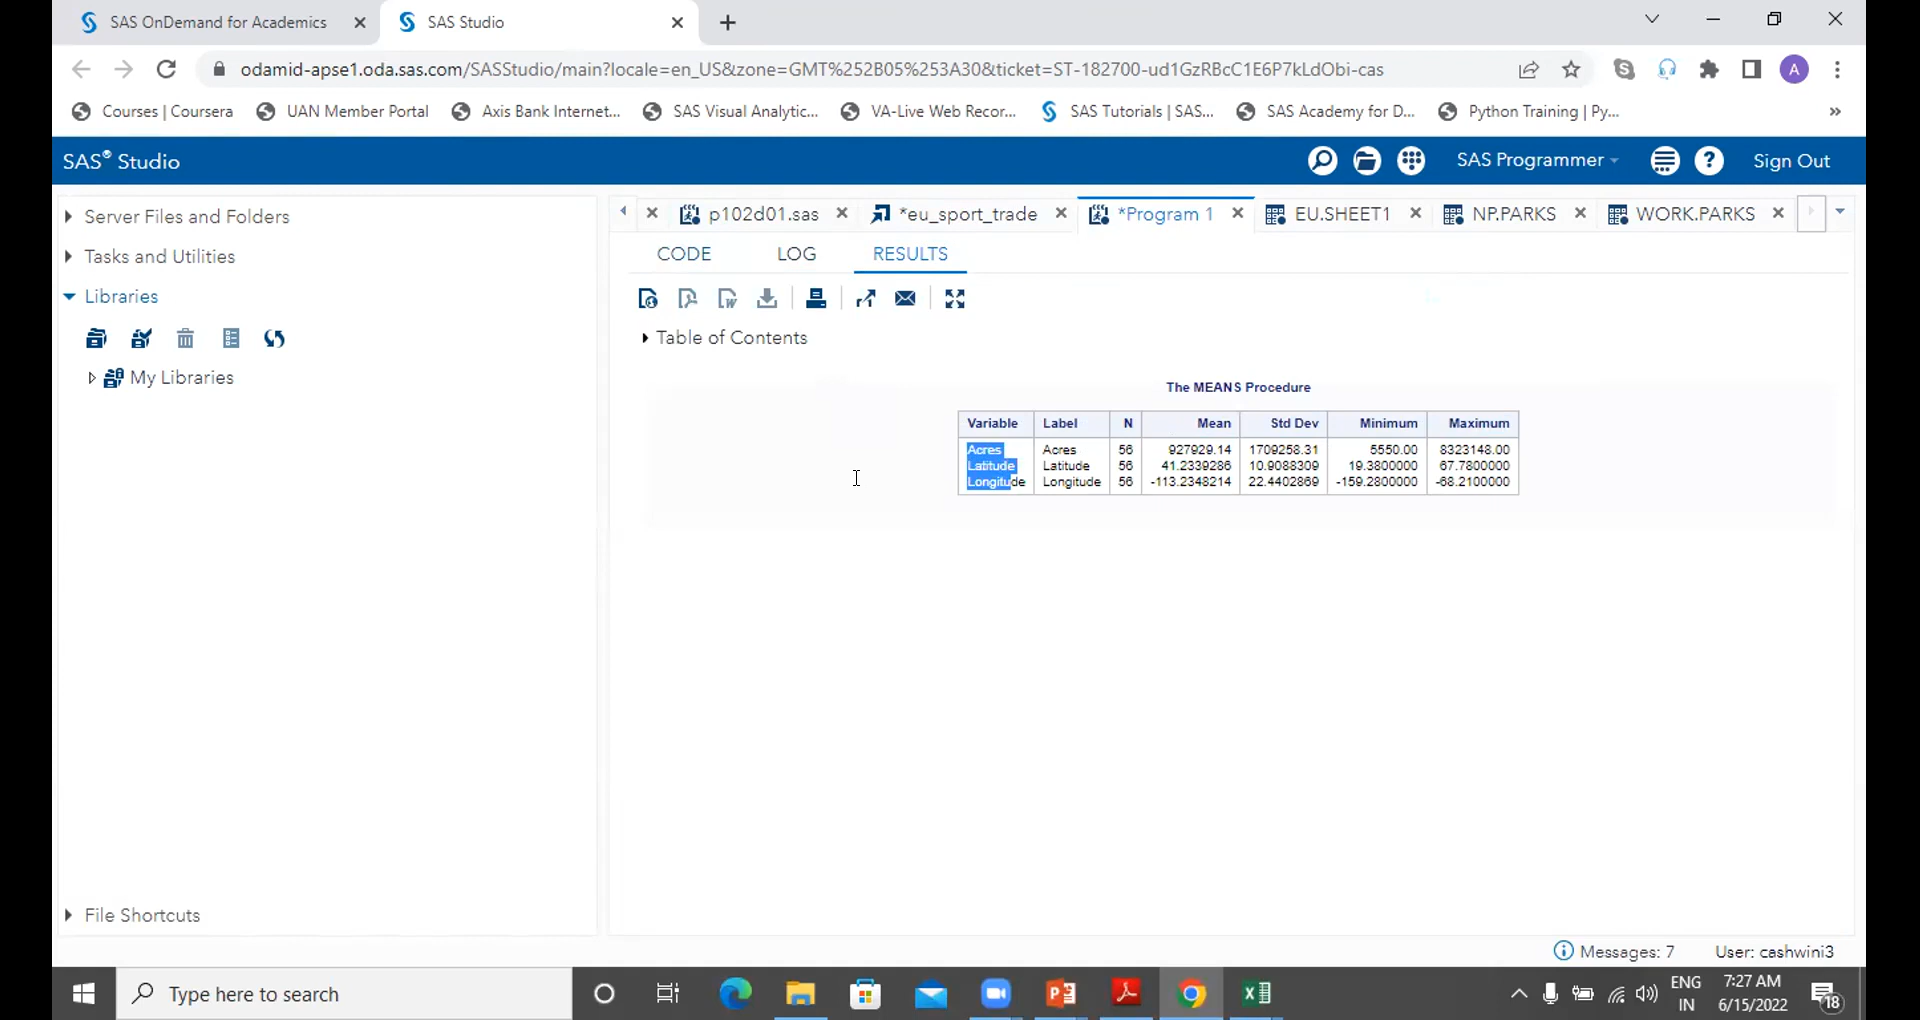 SAS OnDemand for Academics
SAS Studio
odamid-apse1.oda.sas.com/SASStudio/main?locale=en_US&zone=GMT%252B05%253A30&ticket=ST-182700-ud1GzRBcC1E6P7kLdObi-cas
A
Courses | Coursera
UAN Member Portal
Axis Bank Internet...
SAS Visual Analytic...
VA-Live Web Recor...
SAS Tutorials | SAS...
SAS Academy for D...
Python Training | Py...
»
SAS® Studio
SAS Programmer
?
Sign Out
Server Files and Folders
Tasks and Utilities
Libraries
My Libraries
File Shortcuts
p102d01.sas
*eu_sport_trade
*Program 1
EU.SHEET1
NP.PARKS
WORK.PARKS
CODE LOG RESULTS
Table of Contents
The MEANS Procedure
Variable Label N Mean Std Dev Minimum Maximum
Acres Acres 56 927929.14 1709258.31 5550.00 8323148.00
Latitude Latitude 56 41.2339286 10.9088309 19.3800000 67.7800000
Longitude Longitude 56 -113.2348214 22.4402869 -159.2800000 -68.2100000
Messages: 7
User: cashwini3
Type here to search
ENG
IN
7:27 AM
6/15/2022
18